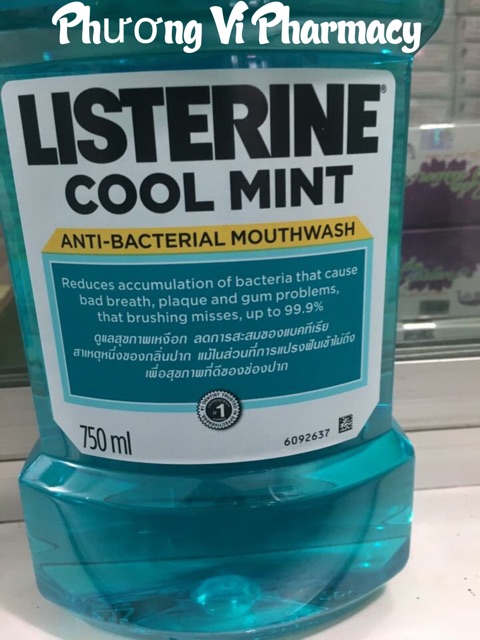 Phương Vi Pharmacy
LISTERINE®
COOL MINT
ANTI-BACTERIAL MOUTHWASH
Reduces accumulation of bacteria that cause
bad breath, plaque and gum problems,
that brushing misses, up to 99.9%
ดูแลสุขภาพเหงือก ลดการสะสมของแบคทีเรีย
สาเหตุหนึ่งของกลิ่นปาก แม้ในส่วนที่การแปรงฟันเข้าไม่ถึง
เพื่อสุขภาพที่ดีของช่องปาก
#1
750 ml
6092637